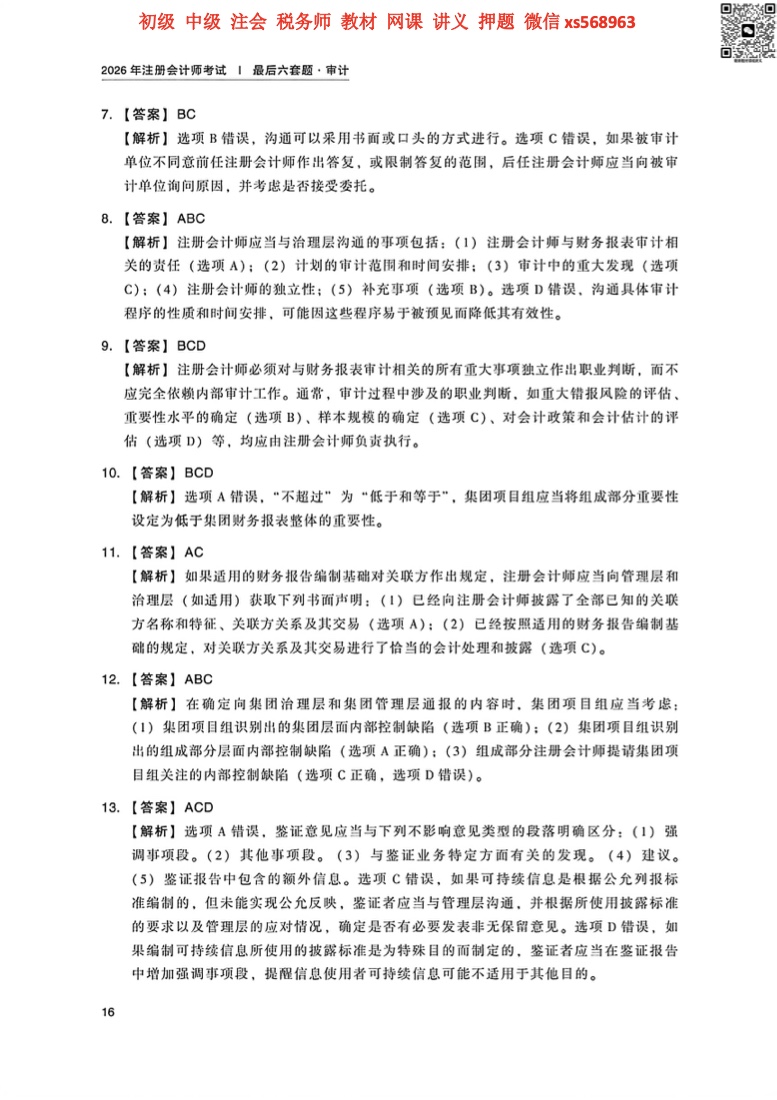 初级 中级 注会 税务师 教材 网课 讲义 押题 微信 xs568963
2026 年注册会计师考试 | 最后六套题·审计
7. 【答案】BC
【解析】选项 B 错误，沟通可以采用书面或口头的方式进行。选项 C 错误，如果被审计
单位不同意前任注册会计师作出答复，或限制答复的范围，后任注册会计师应当向被审
计单位询问原因，并考虑是否接受委托。
8. 【答案】ABC
【解析】注册会计师应当与治理层沟通的事项包括：（1）注册会计师与财务报表审计相
关的责任（选项 A）；（2）计划的审计范围和时间安排；（3）审计中的重大发现（选项
C）；（4）注册会计师的独立性；（5）补充事项（选项 B）。选项 D 错误，沟通具体审计
程序的性质和时间安排，可能因这些程序易于被预见而降低其有效性。
9. 【答案】BCD
【解析】注册会计师必须对与财务报表审计相关的所有重大事项独立作出职业判断，而不
应完全依赖内部审计工作。通常，审计过程中涉及的职业判断，如重大错报风险的评估、
重要性水平的确定（选项 B）、样本规模的确定（选项 C）、对会计政策和会计估计的评
估（选项 D）等，均应由注册会计师负责执行。
10. 【答案】BCD
【解析】选项 A 错误，“不超过”为“低于和等于”，集团项目组应当将组成部分重要性
设定为低于集团财务报表整体的重要性。
11. 【答案】AC
【解析】如果适用的财务报告编制基础对关联方作出规定，注册会计师应当向管理层和
治理层（如适用）获取下列书面声明：（1）已经向注册会计师披露了全部已知的关联
方名称和特征、关联方关系及其交易（选项 A）；（2）已经按照适用的财务报告编制基
础的规定，对关联方关系及其交易进行了恰当的会计处理和披露（选项 C）。
12. 【答案】ABC
【解析】在确定向集团治理层和集团管理层通报的内容时，集团项目组应当考虑：
（1）集团项目组识别出的集团层面内部控制缺陷（选项 B 正确）；（2）集团项目组识别
出的组成部分层面内部控制缺陷（选项 A 正确）；（3）组成部分注册会计师提请集团项
目组关注的内部控制缺陷（选项 C 正确，选项 D 错误）。
13. 【答案】ACD
【解析】选项 A 错误，鉴证意见应当与下列不影响意见类型的段落明确区分：（1）强
调事项段。（2）其他事项段。（3）与鉴证业务特定方面有关的发现。（4）建议。
（5）鉴证报告中包含的额外信息。选项 C 错误，如果可持续信息是根据公允列报标
准编制的，但未能实现公允反映，鉴证者应当与管理层沟通，并根据所使用披露标准
的要求以及管理层的应对情况，确定是否有必要发表非无保留意见。选项 D 错误，如
果编制可持续信息所使用的披露标准是为特殊目的而制定的，鉴证者应当在鉴证报告
中增加强调事项段，提醒信息使用者可持续信息可能不适用于其他目的。
16